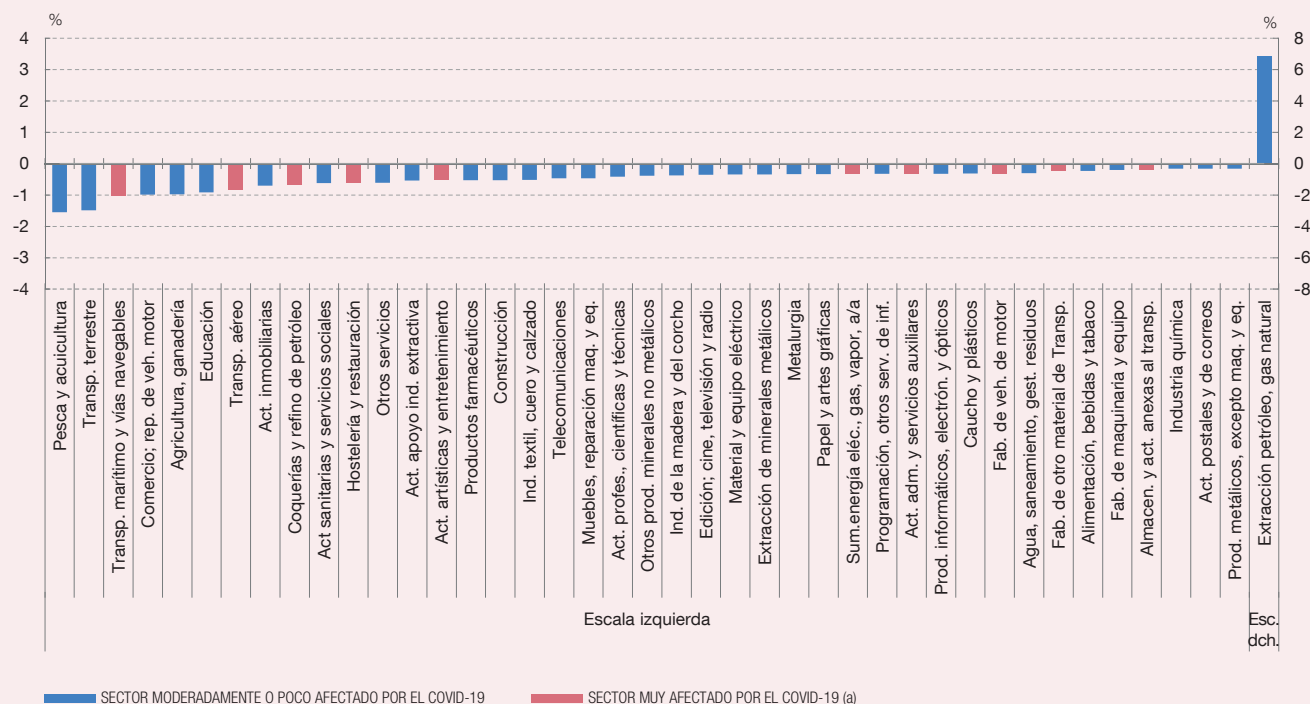 %
%
4
3
2
1
0
-1
-2
-3
-4
8
6
4
2
0
-2
-4
-6
-8
Pesca y acuicultura
Transp. terrestre
Transp. marítimo y vías navegables
Comercio; rep. de veh. motor
Agricultura, ganadería
Educación
Transp. aéreo
Act. inmobiliarias
Coquerías y refino de petróleo
Act sanitarias y servicios sociales
Hostelería y restauración
Otros servicios
Act. apoyo ind. extractiva
Act. artísticas y entretenimiento
Productos farmacéuticos
Construcción
Ind. textil, cuero y calzado
Telecomunicaciones
Muebles, reparación maq. y eq.
Act. profes., científicas y técnicas
Otros prod. minerales no metálicos
Ind. de la madera y del corcho
Edición; cine, televisión y radio
Material y equipo eléctrico
Extracción de minerales metálicos
Metalurgia
Papel y artes gráficas
Sum.energía eléc., gas, vapor, a/a
Programación, otros serv. de inf.
Act. adm. y servicios auxiliares
Prod. informáticos, electrón. y ópticos
Caucho y plásticos
Fab. de veh. de motor
Agua, saneamiento, gest. residuos
Fab. de otro material de Transp.
Alimentación, bebidas y tabaco
Fab. de maquinaria y equipo
Almacen. y act. anexas al transp.
Industria química
Act. postales y de correos
Prod. metálicos, excepto maq. y eq.
Extracción petróleo, gas natural
Escala izquierda
Esc.
dch.
SECTOR MODERADAMENTE O POCO AFECTADO POR EL COVID-19
SECTOR MUY AFECTADO POR EL COVID-19 (a)